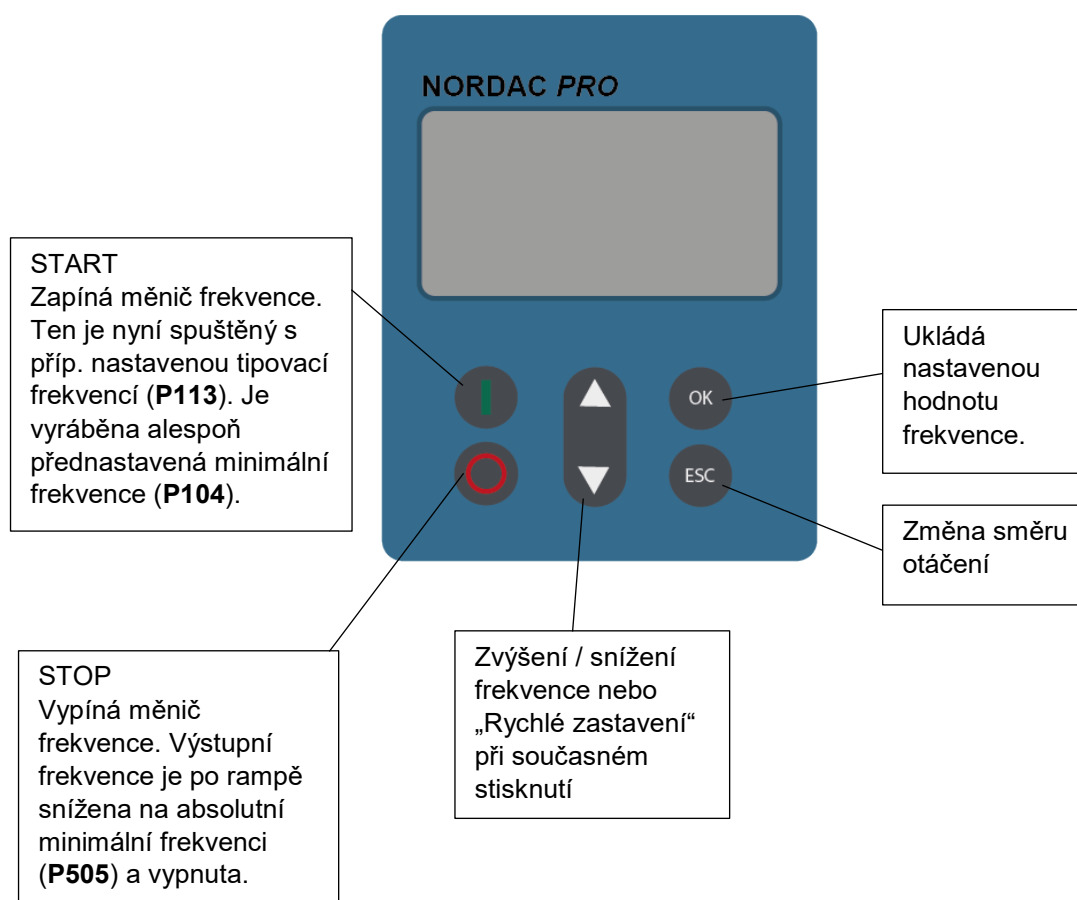 NORDAC PRO
START
Zapíná měnič frekvence.
Ten je nyní spuštěný s
příp. nastavenou tipovací
frekvencí (P113). Je
vyráběna alespoň
přednastavená minimální
frekvence (P104).
OK
ESC
Ukládá
nastavenou
hodnotu
frekvence.
Změna směru
otáčení
STOP
Vypíná měnič
frekvence. Výstupní
frekvence je po rampě
snížena na absolutní
minimální frekvenci
(P505) a vypnuta.
Zvýšení / snížení
frekvence nebo
„Rychlé zastavení“
při současném
stisknutí